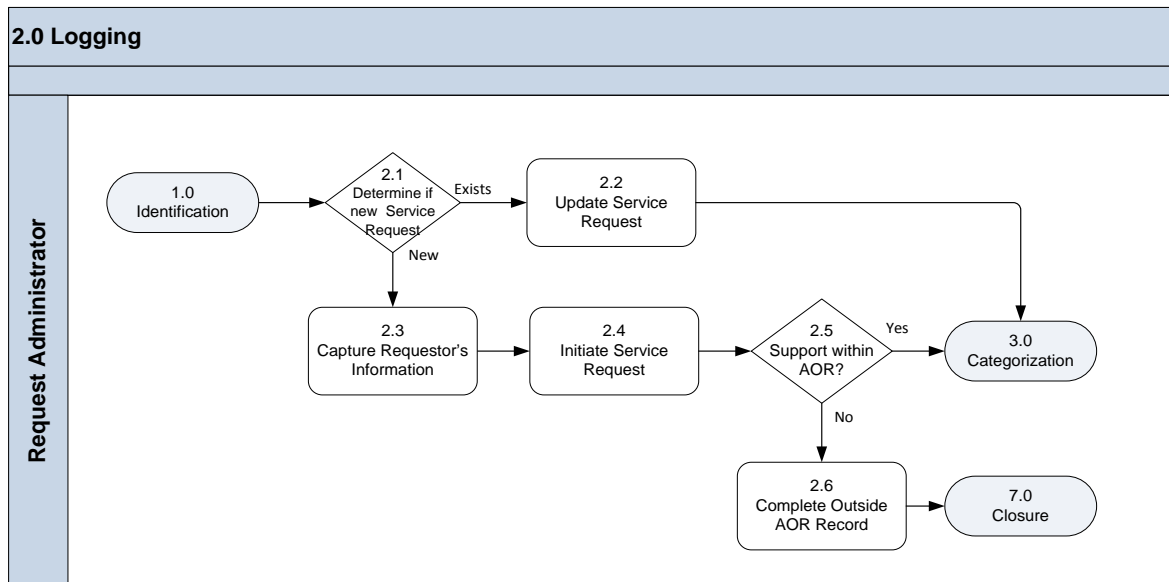 2.0 Logging
Request Administrator
1.0
Identification
2.1
Determine if
new Service
Request
Exists
2.2
Update Service
Request
New
2.3
Capture Requestor's
Information
2.4
Initiate Service
Request
2.5
Support within
AOR?
Yes
3.0
Categorization
No
2.6
Complete Outside
AOR Record
7.0
Closure